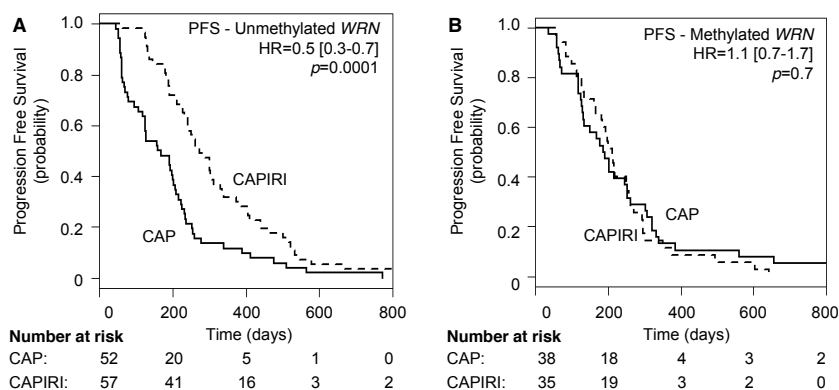 A
PFS - Unmethylated WRN
HR=0.5 [0.3-0.7]
p=0.0001
Progression Free Survival
(probability)
1.0
0.8
0.6
0.4
0.2
0
CAPIRI
CAP
0 200 400 600 800
Time (days)
Number at risk
CAP: 52 20 5 1 0
CAPIRI: 57 41 16 3 2
B
PFS - Methylated WRN
HR=1.1 [0.7-1.7]
p=0.7
Progression Free Survival
(probability)
1.0
0.8
0.6
0.4
0.2
0
CAP
CAPIRI
0 200 400 600 800
Time (days)
Number at risk
CAP: 38 18 4 3 2
CAPIRI: 35 19 3 2 0